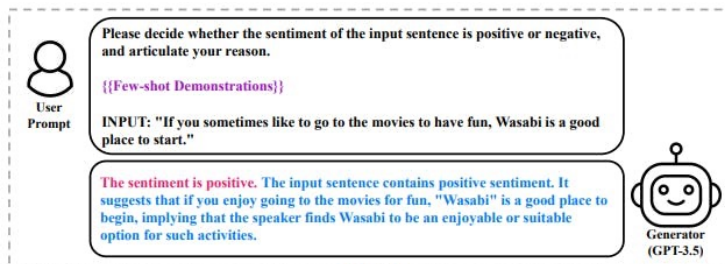 Please decide whether the sentiment of the input sentence is positive or negative,
and articulate your reason.
{{Few-shot Demonstrations}}
INPUT: "If you sometimes like to go to the movies to have fun, Wasabi is a good
place to start."
User
Prompt
The sentiment is positive. The input sentence contains positive sentiment. It
suggests that if you enjoy going to the movies for fun, "Wasabi" is a good place to
begin, implying that the speaker finds Wasabi to be an enjoyable or suitable
option for such activities.
Generator
(GPT-3.5)